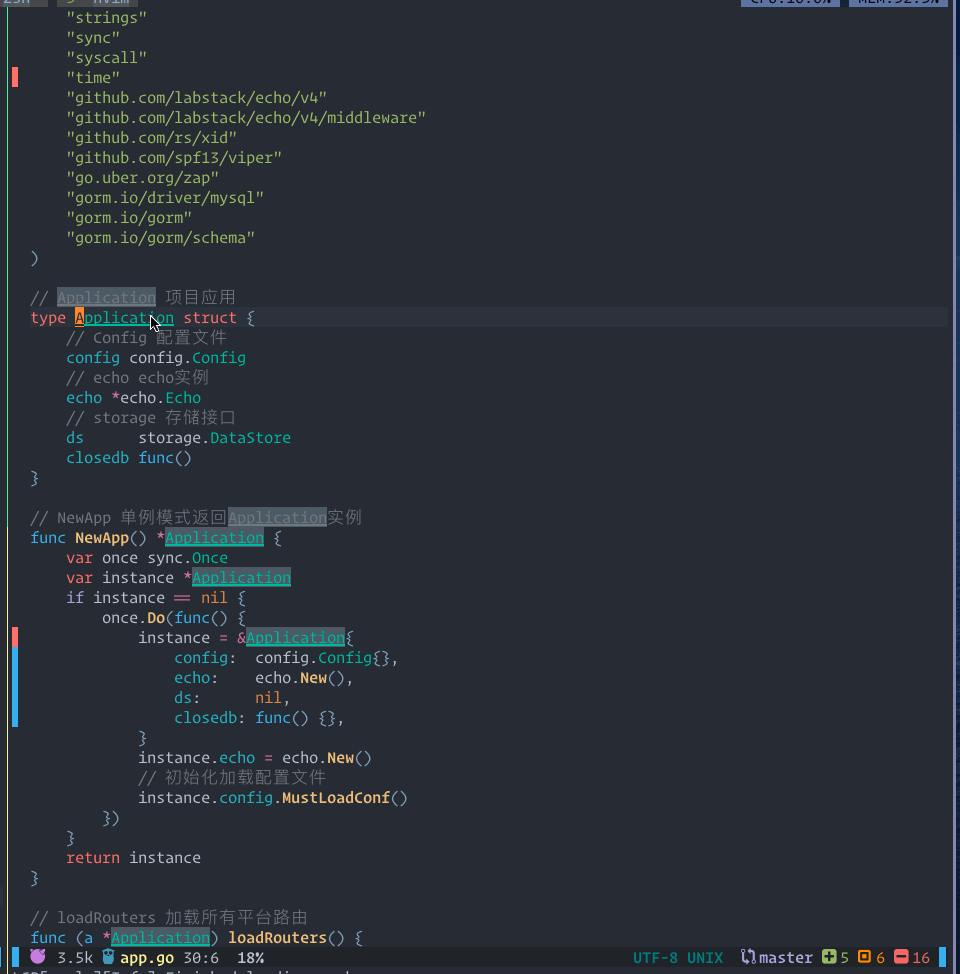 "strings"
"sync"
"syscall"
"time"
"github.com/labstack/echo/v4"
"github.com/labstack/echo/v4/middleware"
"github.com/rs/xid"
"github.com/spf13/viper"
"go.uber.org/zap"
"gorm.io/driver/mysql"
"gorm.io/gorm"
"gorm.io/gorm/schema"
)
// Application 项目应用
type Application struct {
// Config 配置文件
config config.Config
// echo echo实例
echo *echo.Echo
// storage 存储接口
ds      storage.DataStore
closedb func()
}
// NewApp 单例模式返回Application实例
func NewApp() *Application {
var once sync.Once
var instance *Application
if instance == nil {
once.Do(func() {
instance = &Application{
config:  config.Config{},
echo:    echo.New(),
ds:      nil,
closedb: func() {},
}
instance.echo = echo.New()
// 初始化加载配置文件
instance.config.MustLoadConf()
})
}
return instance
}
// loadRouters 加载所有平台路由
func (a *Application) loadRouters() {
3.5k app.go 30:6 18% UTF-8 UNIX master 5 6 16